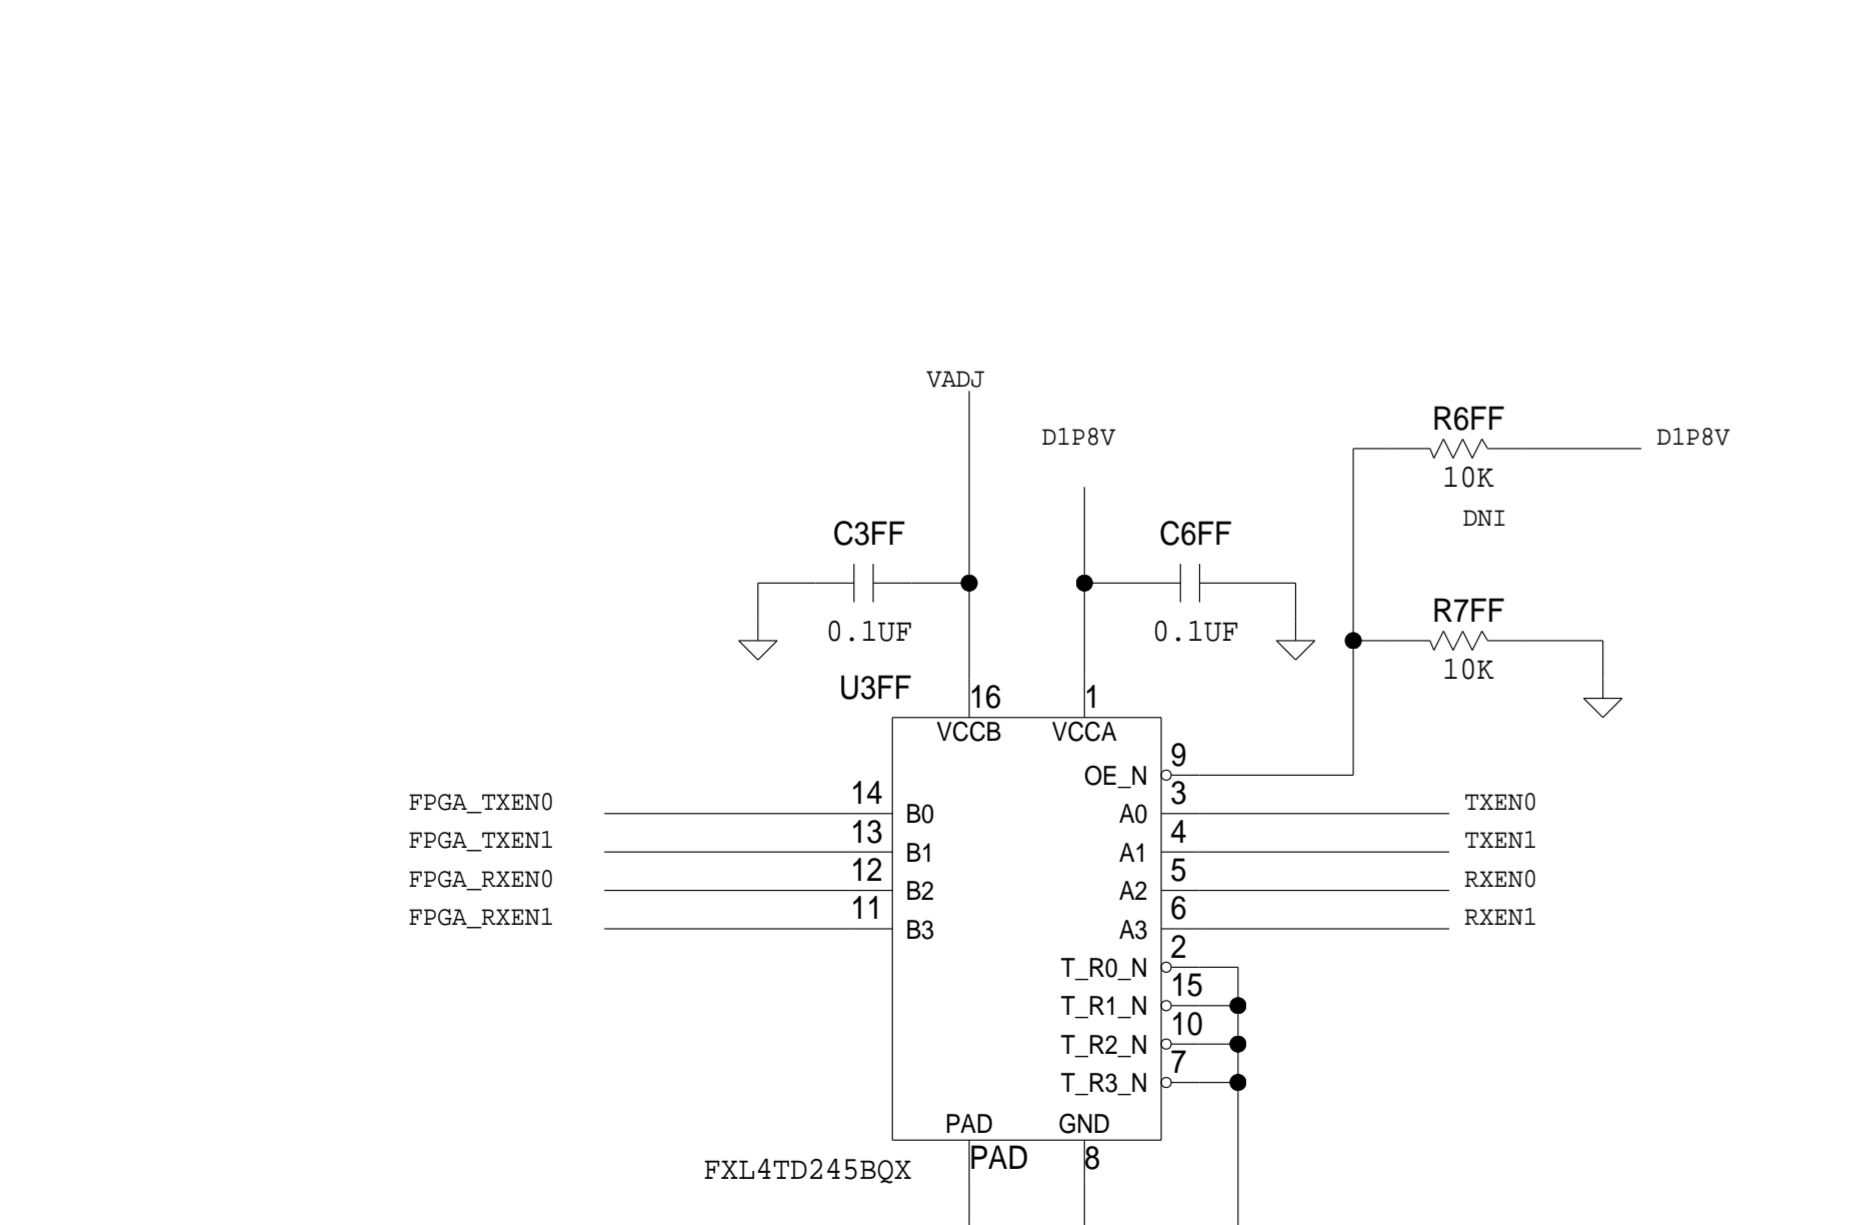 VADJ
D1P8V
R6FF
D1P8V
10K
DNI
C3FF
C6FF
0.1UF
0.1UF
R7FF
10K
U3FF
16
1
VCCB
VCCA
9
OE_N
FPGA_TXEN0
14
B0
A0
3
TXEN0
FPGA_TXEN1
13
B1
A1
4
TXEN1
FPGA_RXEN0
12
B2
A2
5
RXEN0
FPGA_RXEN1
11
B3
A3
6
RXEN1
T_R0_N
2
T_R1_N
15
T_R2_N
10
T_R3_N
7
PAD
GND
FXL4TD245BQX
PAD
8